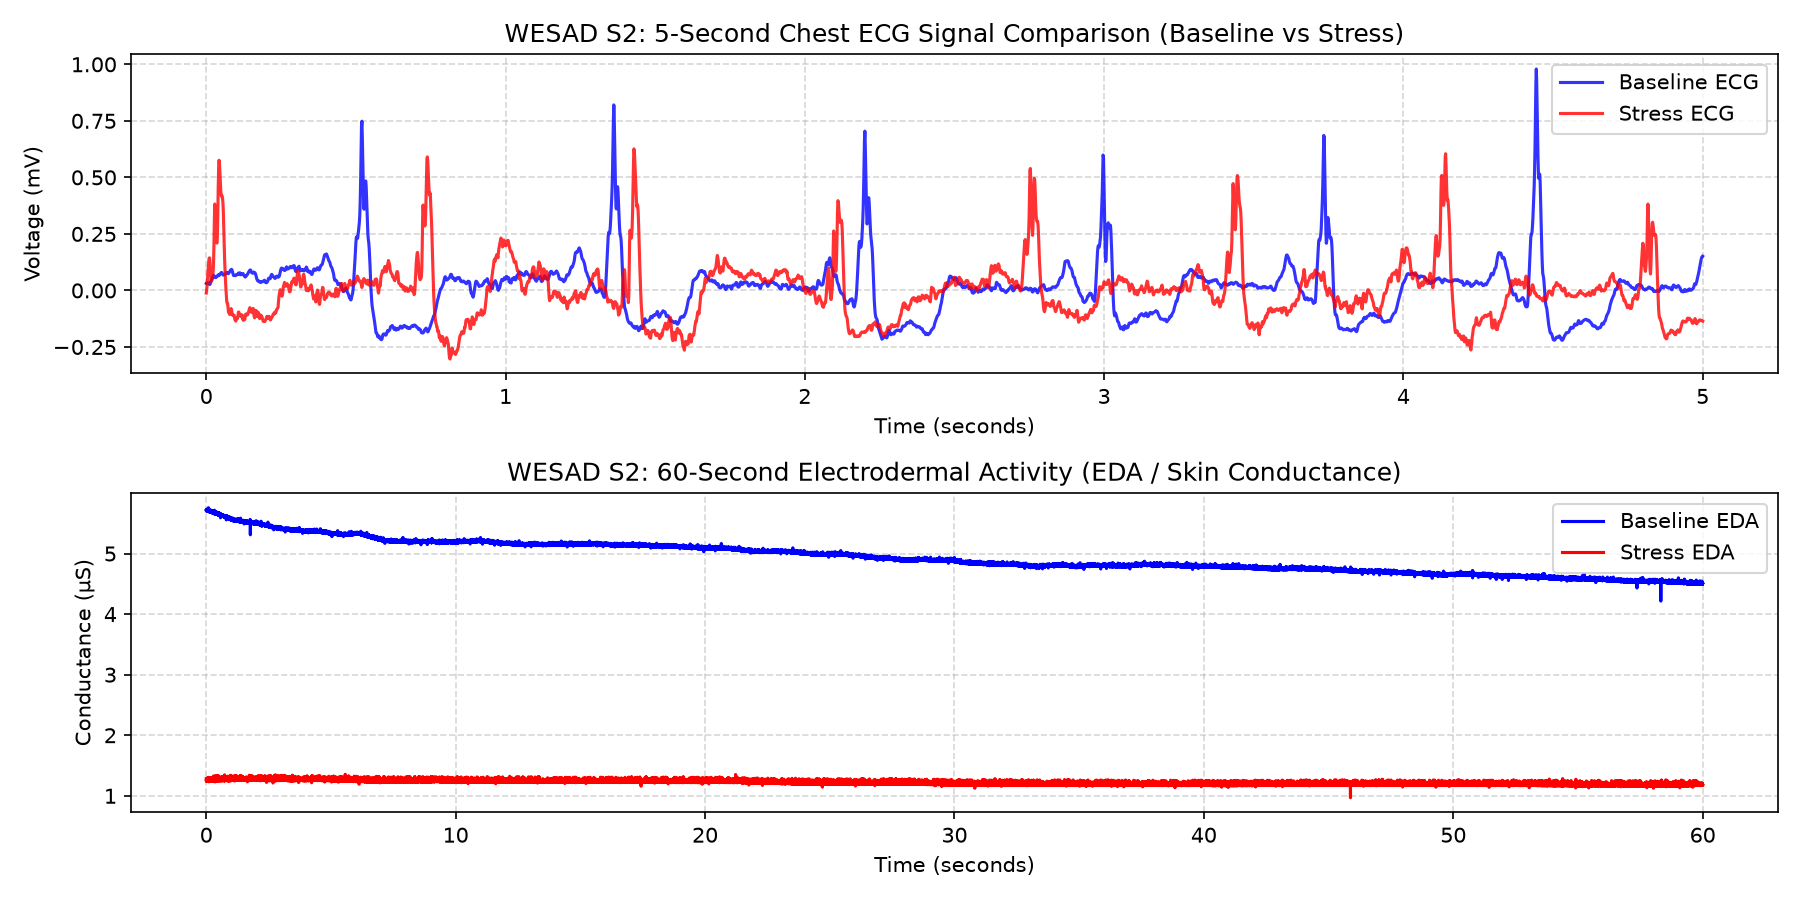 WESAD S2: 5-Second Chest ECG Signal Comparison (Baseline vs Stress)
Voltage (mV)
1.00
0.75
0.50
0.25
0.00
−0.25
Baseline ECG
Stress ECG
0 1 2 3 4 5
Time (seconds)
WESAD S2: 60-Second Electrodermal Activity (EDA / Skin Conductance)
Conductance (µS)
5
4
3
2
1
Baseline EDA
Stress EDA
0 10 20 30 40 50 60
Time (seconds)